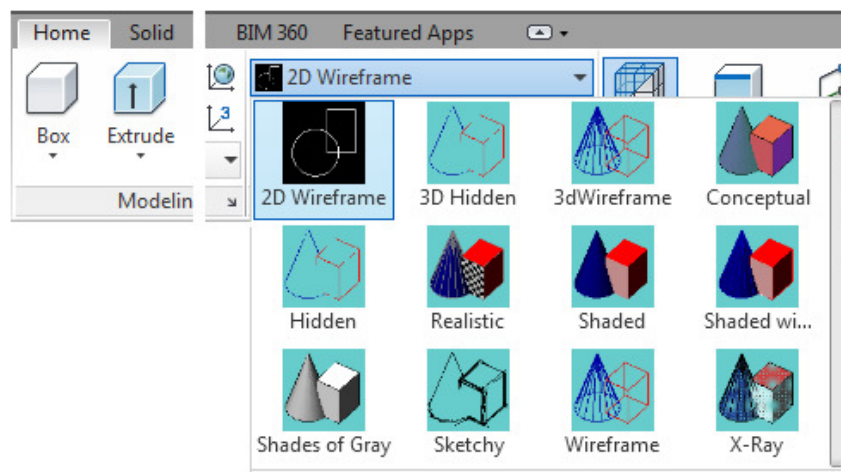 Home Solid BIM 360 Featured Apps
2D Wireframe
3
Box Extrude
2D Wireframe 3D Hidden 3dWireframe Conceptual
Modelin
Hidden Realistic Shaded Shaded wi...
Shades of Gray Sketchy Wireframe X-Ray